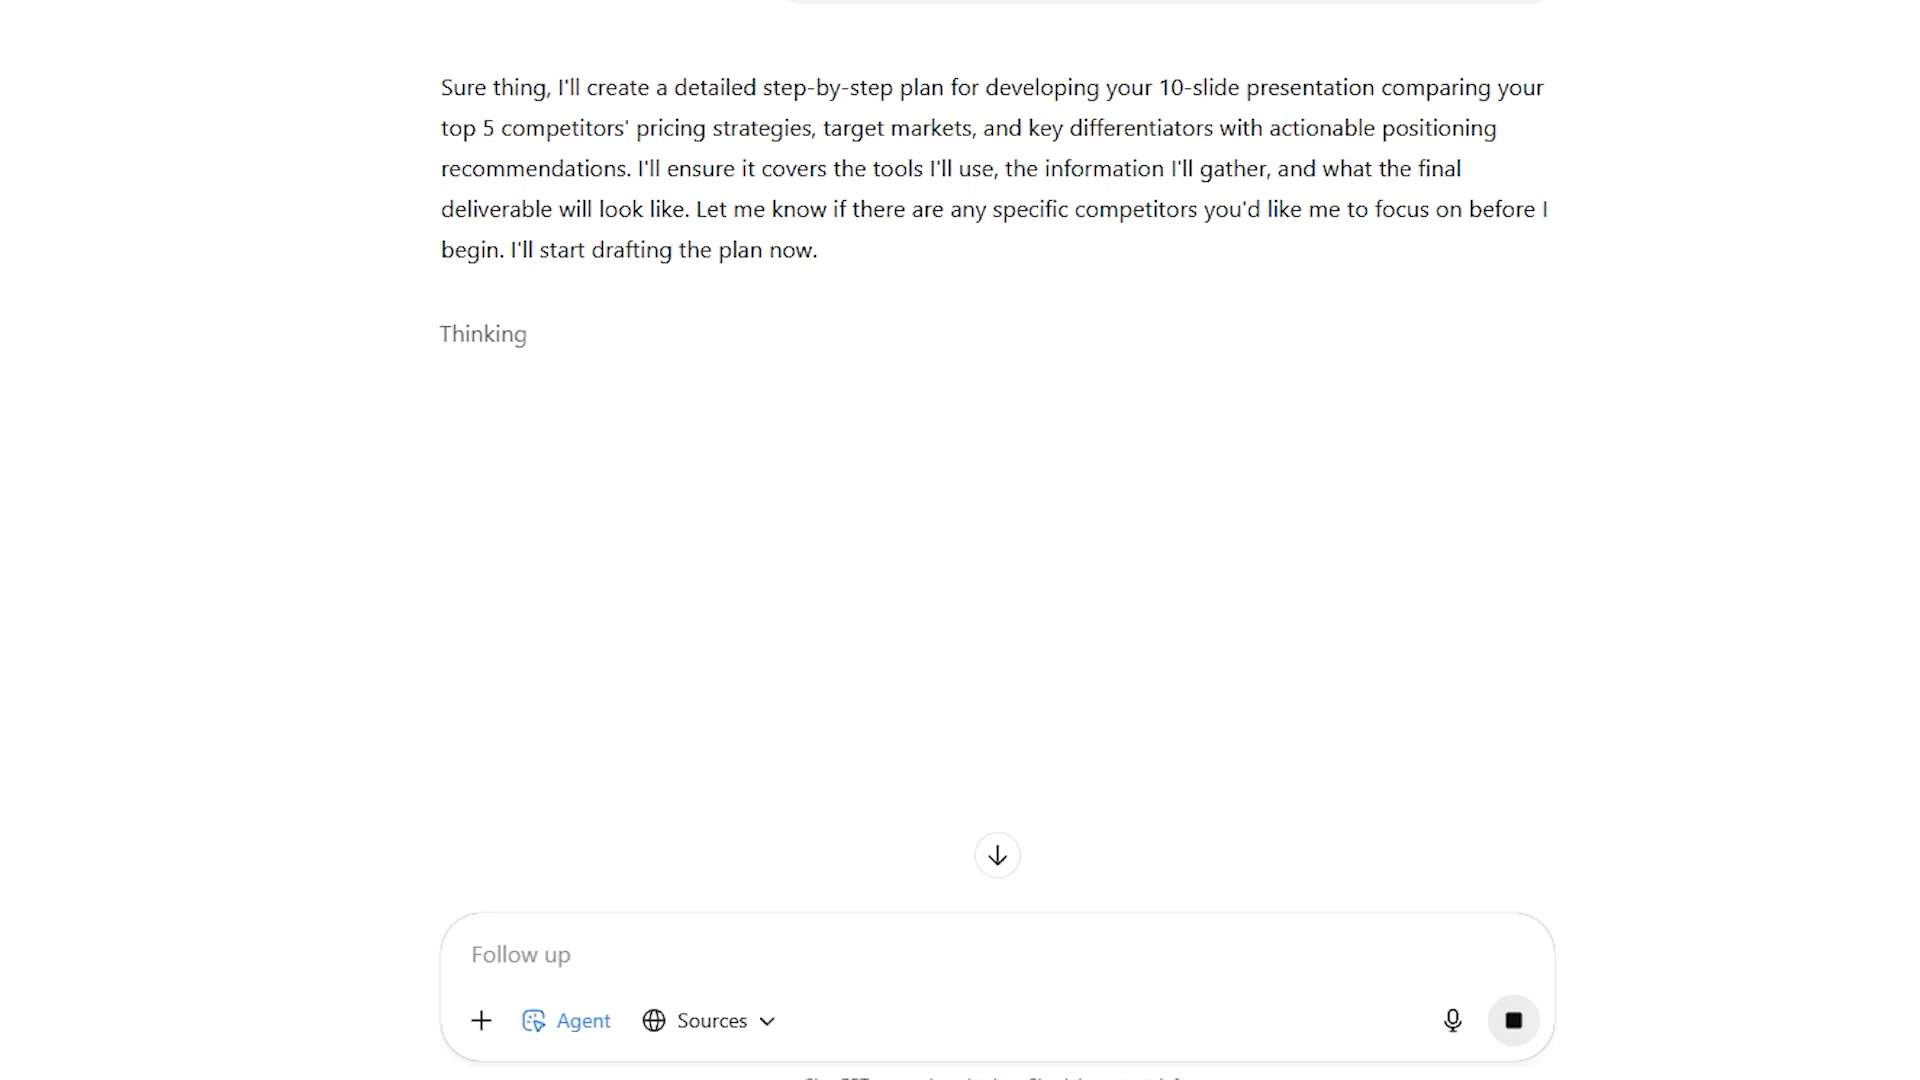 Sure thing, I'll create a detailed step-by-step plan for developing your 10-slide presentation comparing your
top 5 competitors' pricing strategies, target markets, and key differentiators with actionable positioning
recommendations. I'll ensure it covers the tools I'll use, the information I'll gather, and what the final
deliverable will look like. Let me know if there are any specific competitors you'd like me to focus on before I
begin. I'll start drafting the plan now.
Thinking
Follow up
Agent Sources